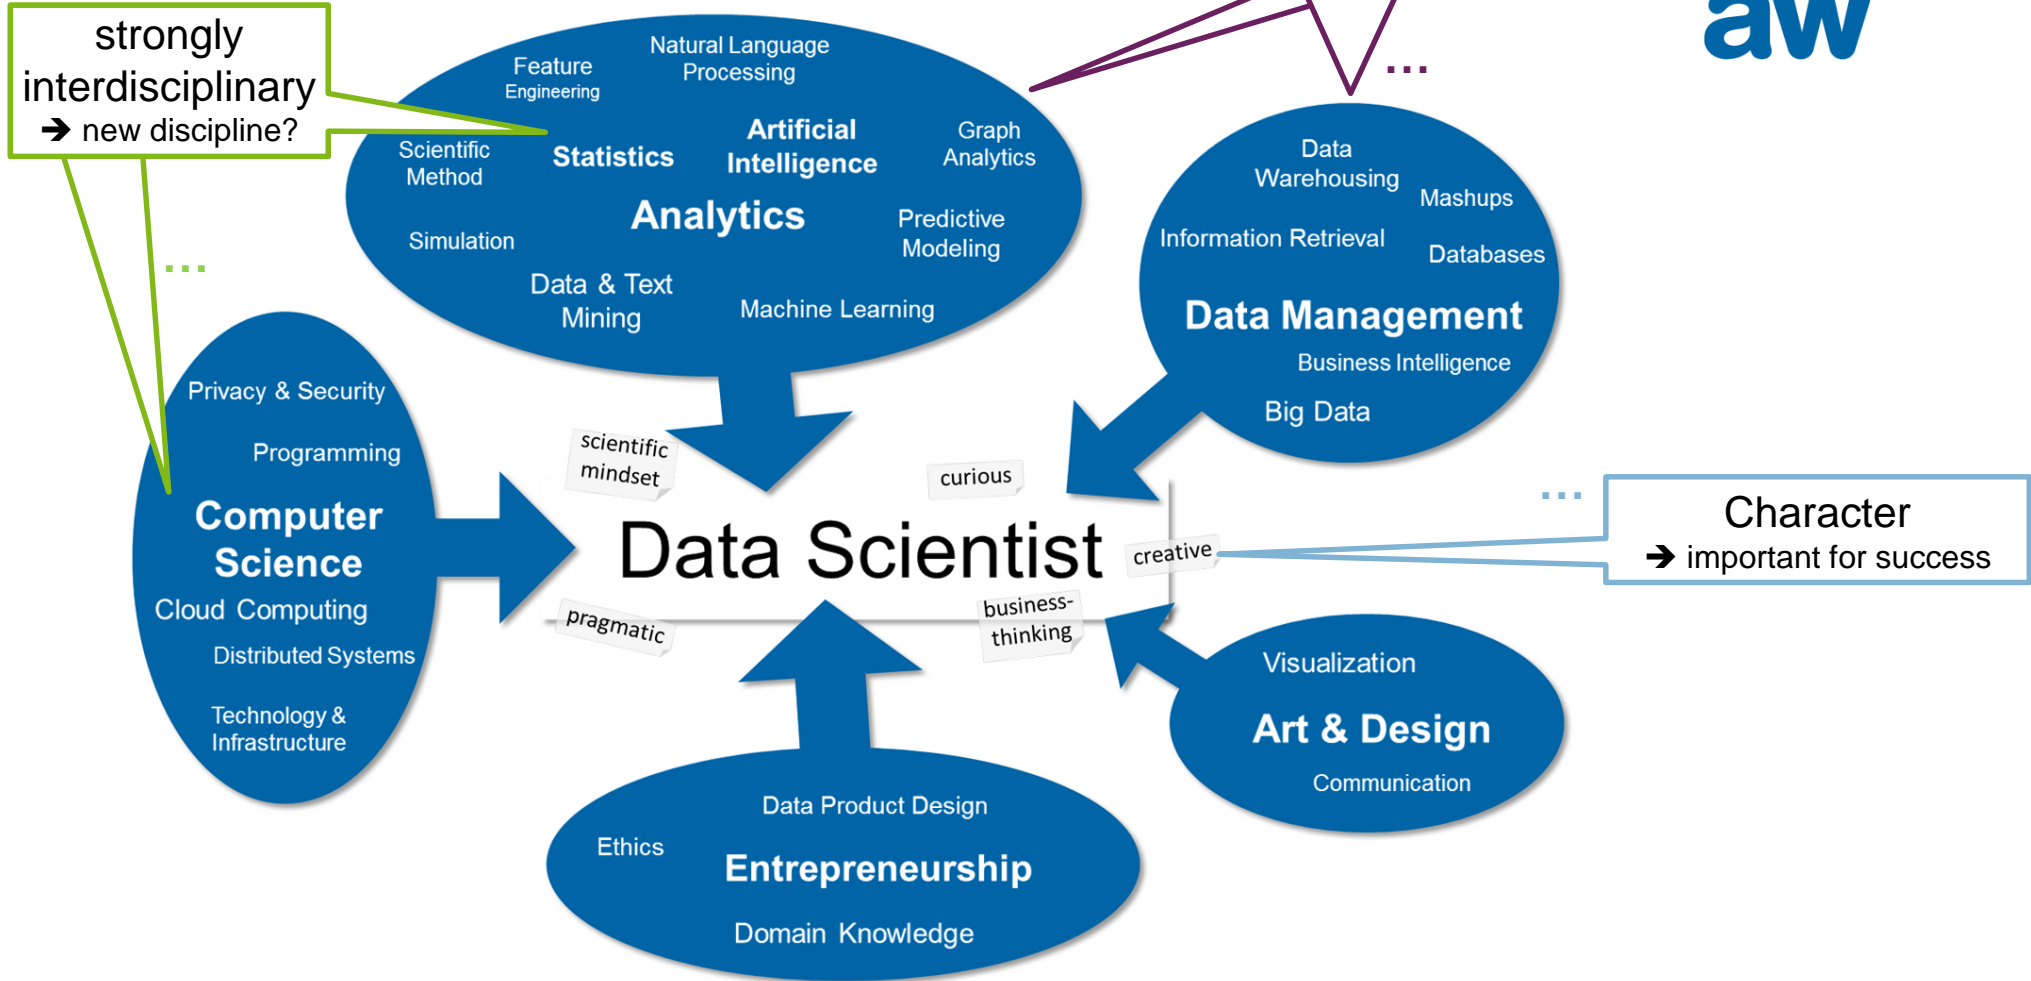 strongly
interdisciplinary
➔ new discipline?
...
aw
...
Natural Language
Processing
Feature
Engineering
Artificial
Intelligence
Graph
Analytics
Scientific
Method
Statistics
Analytics
Predictive
Modeling
Simulation
Data & Text
Mining
Machine Learning
Data
Warehousing
Mashups
Information Retrieval
Databases
Data Management
Business Intelligence
Big Data
Privacy & Security
Programming
Computer
Science
Cloud Computing
Distributed Systems
Technology &
Infrastructure
scientific
mindset
curious
Data Scientist
creative
pragmatic
business-
thinking
...
Character
➔ important for success
Visualization
Art & Design
Communication
Data Product Design
Ethics
Entrepreneurship
Domain Knowledge